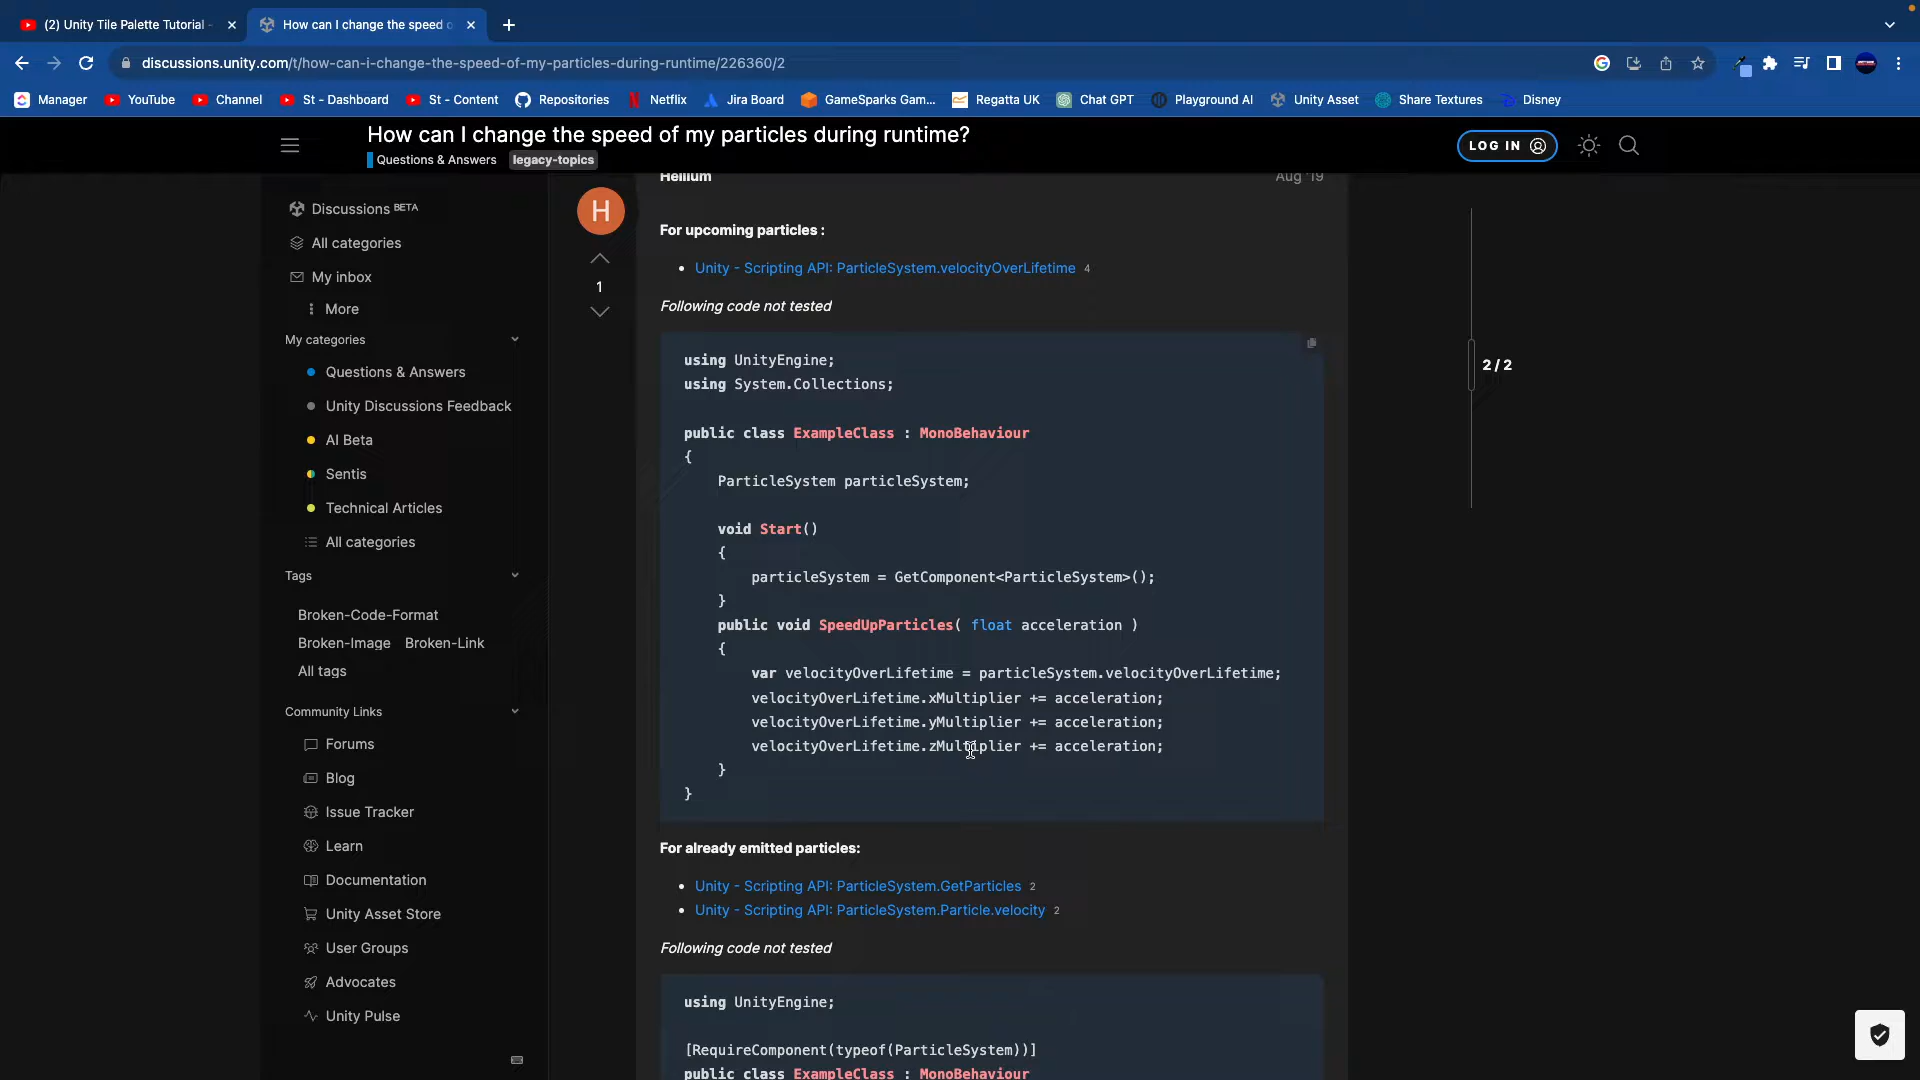 (2) Unity Tile Palette Tutorial -
How can I change the speed o
discussions.unity.com/t/how-can-i-change-the-speed-of-my-particles-during-runtime/226360/2
Manager YouTube Channel St - Dashboard St - Content Repositories Netflix Jira Board GameSparks Gam... Regatta UK Chat GPT Playground AI Unity Asset Share Textures Disney
How can I change the speed of my particles during runtime?
Questions & Answers legacy-topics
LOG IN
Discussions BETA
All categories
My inbox
More
My categories
Questions & Answers
Unity Discussions Feedback
AI Beta
Sentis
Technical Articles
All categories
Tags
Broken-Code-Format
Broken-Image Broken-Link
All tags
Community Links
Forums
Blog
Issue Tracker
Learn
Documentation
Unity Asset Store
User Groups
Advocates
Unity Pulse
H
1
Hellium Aug '19
For upcoming particles :
Unity - Scripting API: ParticleSystem.velocityOverLifetime 4
Following code not tested
using UnityEngine;
using System.Collections;
public class ExampleClass : MonoBehaviour
{
ParticleSystem particleSystem;
void Start()
{
particleSystem = GetComponent<ParticleSystem>();
}
public void SpeedUpParticles( float acceleration )
{
var velocityOverLifetime = particleSystem.velocityOverLifetime;
velocityOverLifetime.xMultiplier += acceleration;
velocityOverLifetime.yMultiplier += acceleration;
velocityOverLifetime.zMultiplier += acceleration;
}
}
For already emitted particles:
Unity - Scripting API: ParticleSystem.GetParticles 2
Unity - Scripting API: ParticleSystem.Particle.velocity 2
Following code not tested
using UnityEngine;
[RequireComponent(typeof(ParticleSystem))]
public class ExampleClass : MonoBehaviour
2 / 2